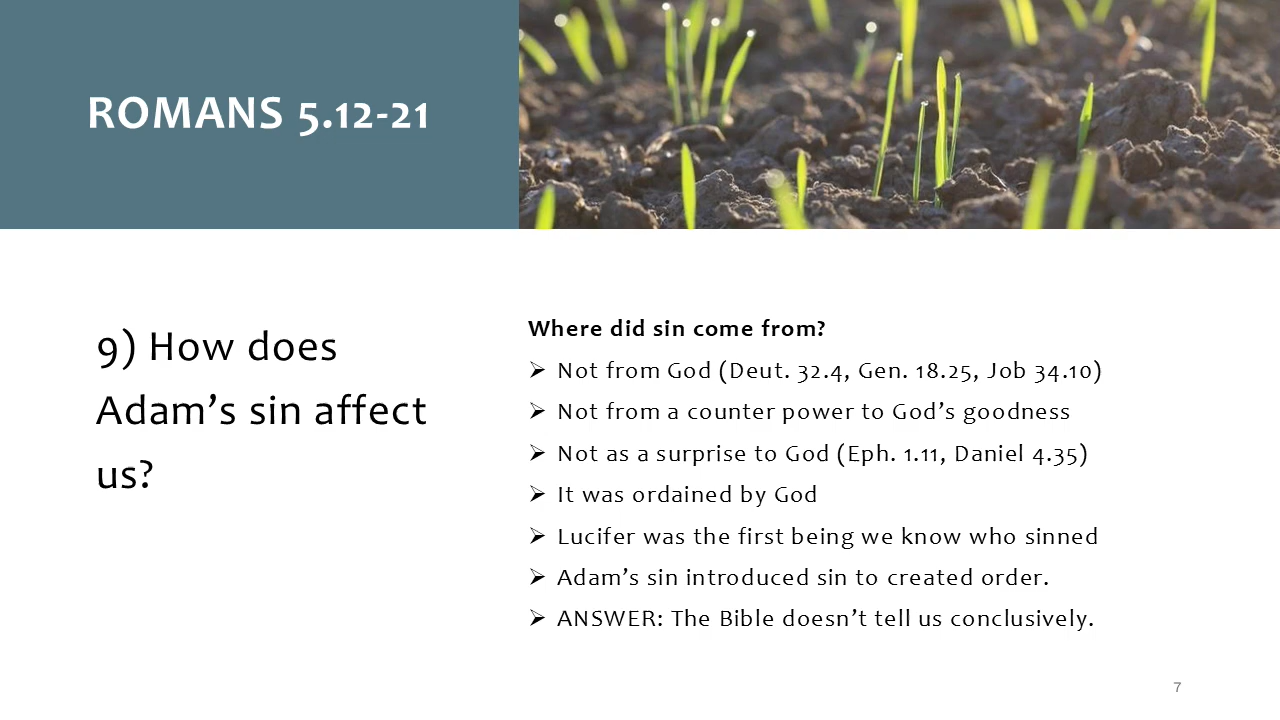 ROMANS 5.12-21
9) How does
Adam’s sin affect
us?
Where did sin come from?
➢ Not from God (Deut. 32.4, Gen. 18.25, Job 34.10)
➢ Not from a counter power to God’s goodness
➢ Not as a surprise to God (Eph. 1.11, Daniel 4.35)
➢ It was ordained by God
➢ Lucifer was the first being we know who sinned
➢ Adam’s sin introduced sin to created order.
➢ ANSWER: The Bible doesn’t tell us conclusively.
7